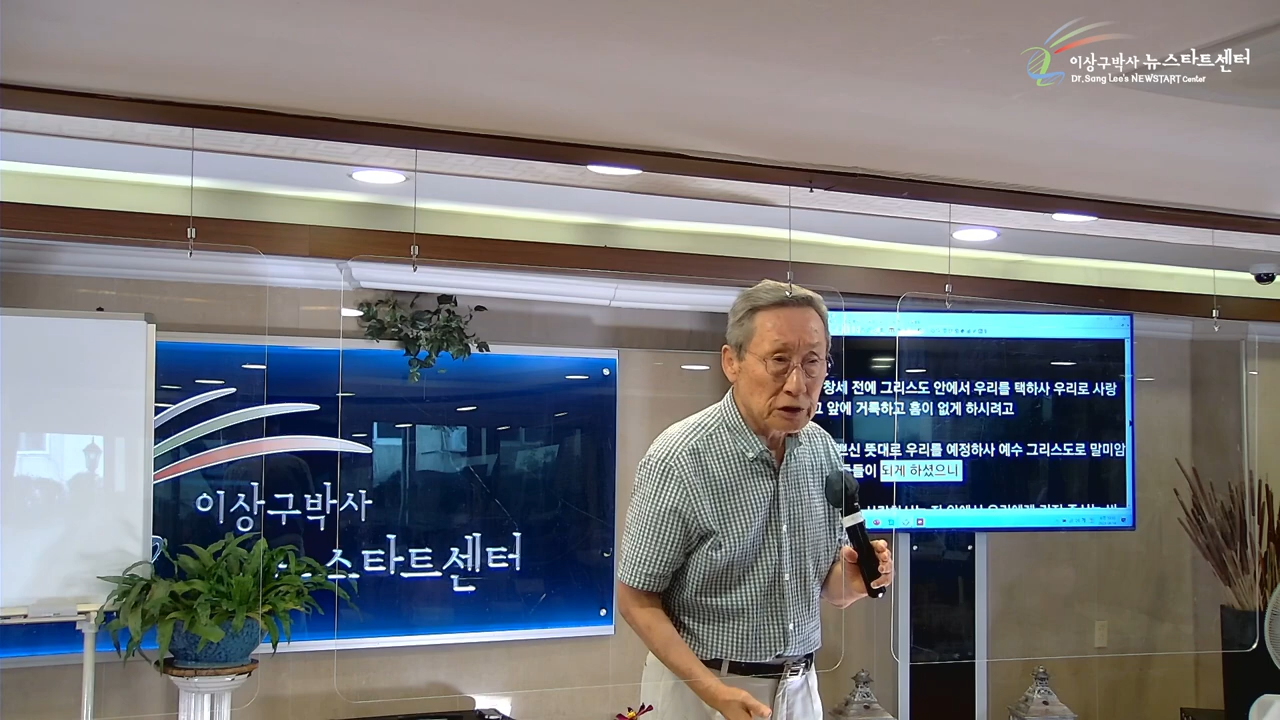 이상구박사 뉴스타트센터
Dr. Sang Lee's NEWSTART Center
창세 전에 그리스도 안에서 우리를 택하사 우리로 사랑
앞에 거룩하고 흠이 없게 하시려고
뜻대로 우리를 예정하사 예수 그리스도로 말미암
되게 하셨으니
이상구박사
스타트센터